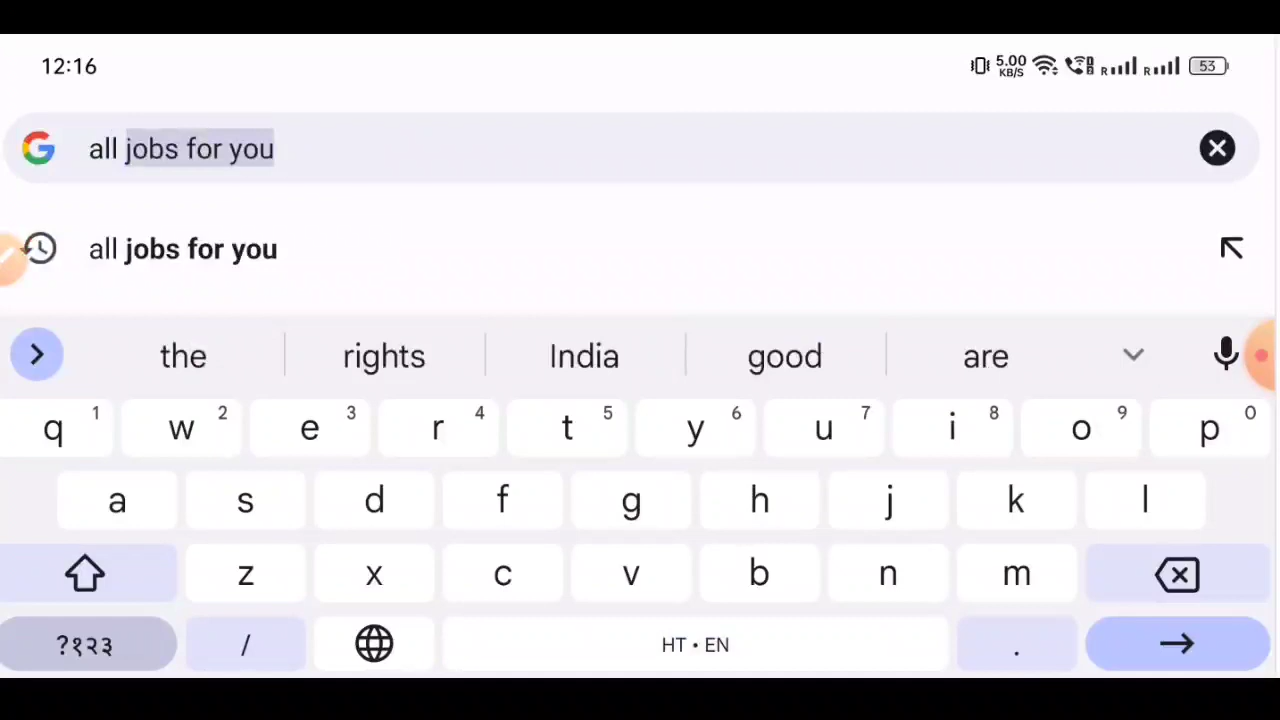 12:16 5.00 KB/S R R 53
all jobs for you
all jobs for you
the rights India good are
q 1 w 2 e 3 r 4 t 5 y 6 u 7 i 8 o 9 p 0
a s d f g h j k l
z x c v b n m
?१२३ / HT • EN .